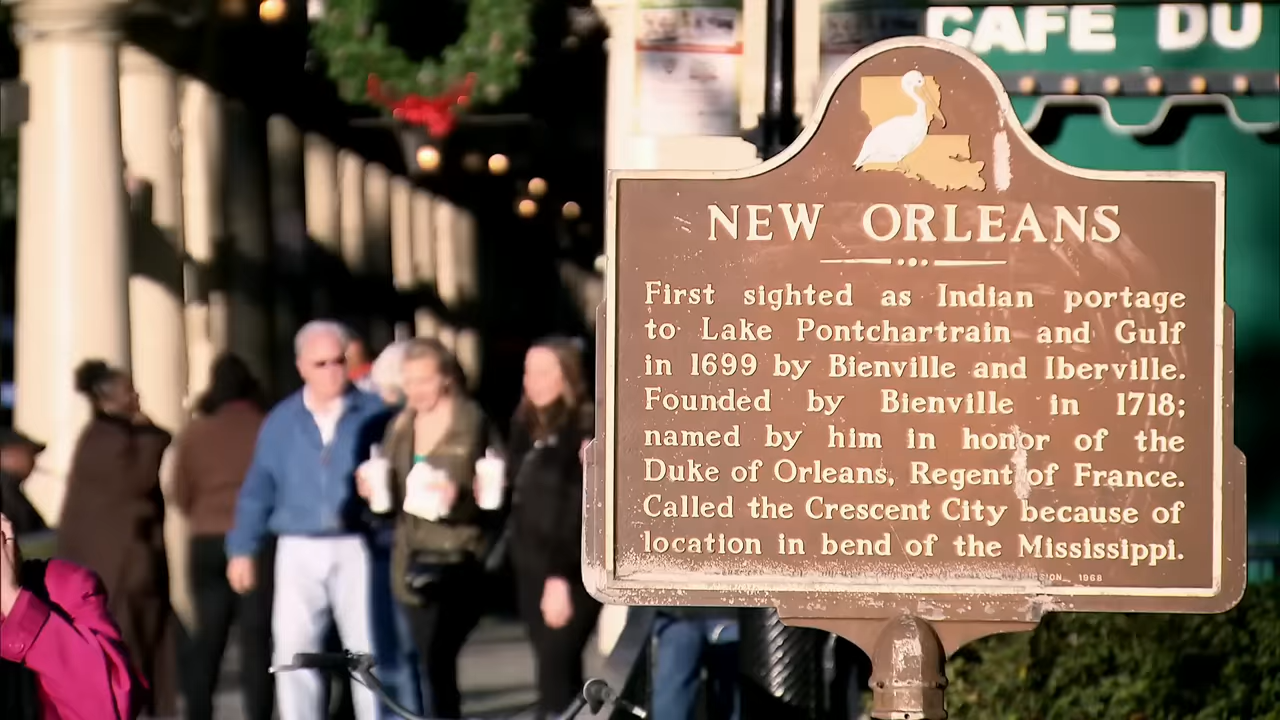 CAFE DU
NEW ORLEANS
First sighted as Indian portage
to Lake Pontchartrain and Gulf
in 1699 by Bienville and Iberville.
Founded by Bienville in 1718;
named by him in honor of the
Duke of Orleans, Regent of France.
Called the Crescent City because of
location in bend of the Mississippi.
1968